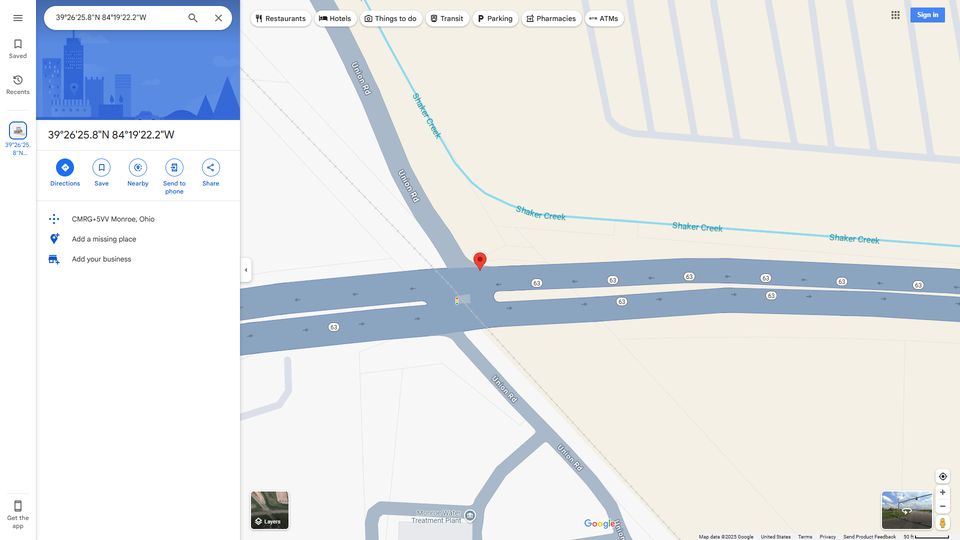 39°26'25.8"N 84°19'22.2"W
Restaurants
Hotels
Things to do
Transit
Parking
Pharmacies
ATMs
Sign in
Saved
Recents
39°26'25.
8"N...
39°26'25.8"N 84°19'22.2"W
Directions
Save
Nearby
Send to
phone
Share
CMRG+5VV Monroe, Ohio
Add a missing place
Add your business
Get the
app
Union Rd
Shaker Creek
Union Rd
Shaker Creek
Shaker Creek
Shaker Creek
63
63
63
63
63
63
63
63
63
Union Rd
Union Rd
Union
Monroe Water
Treatment Plant
Layers
Google
Map data ©2025 Google
United States
Terms
Privacy
Send Product Feedback
50 ft